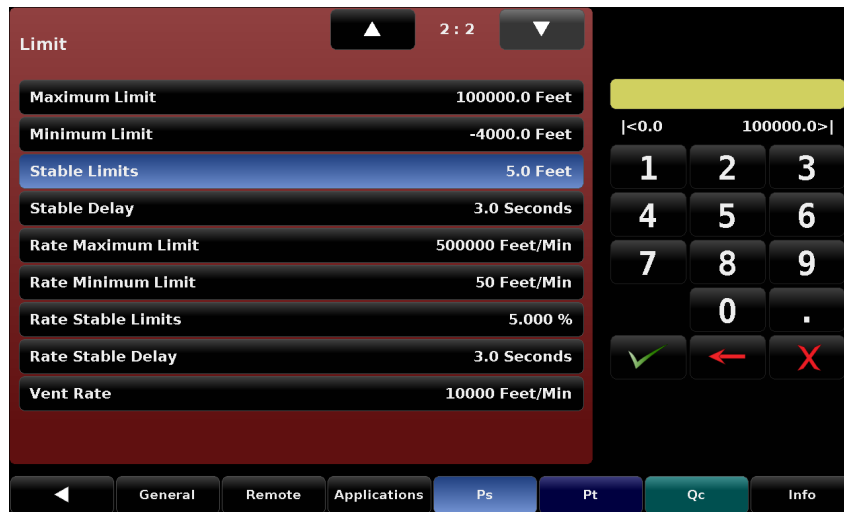 Limit
2 : 2
Maximum Limit 100000.0 Feet
Minimum Limit -4000.0 Feet
Stable Limits 5.0 Feet
Stable Delay 3.0 Seconds
Rate Maximum Limit 500000 Feet/Min
Rate Minimum Limit 50 Feet/Min
Rate Stable Limits 5.000 %
Rate Stable Delay 3.0 Seconds
Vent Rate 10000 Feet/Min
|<0.0 100000.0>|
1 2 3
4 5 6
7 8 9
0 .
X
General Remote Applications Ps Pt Qc Info